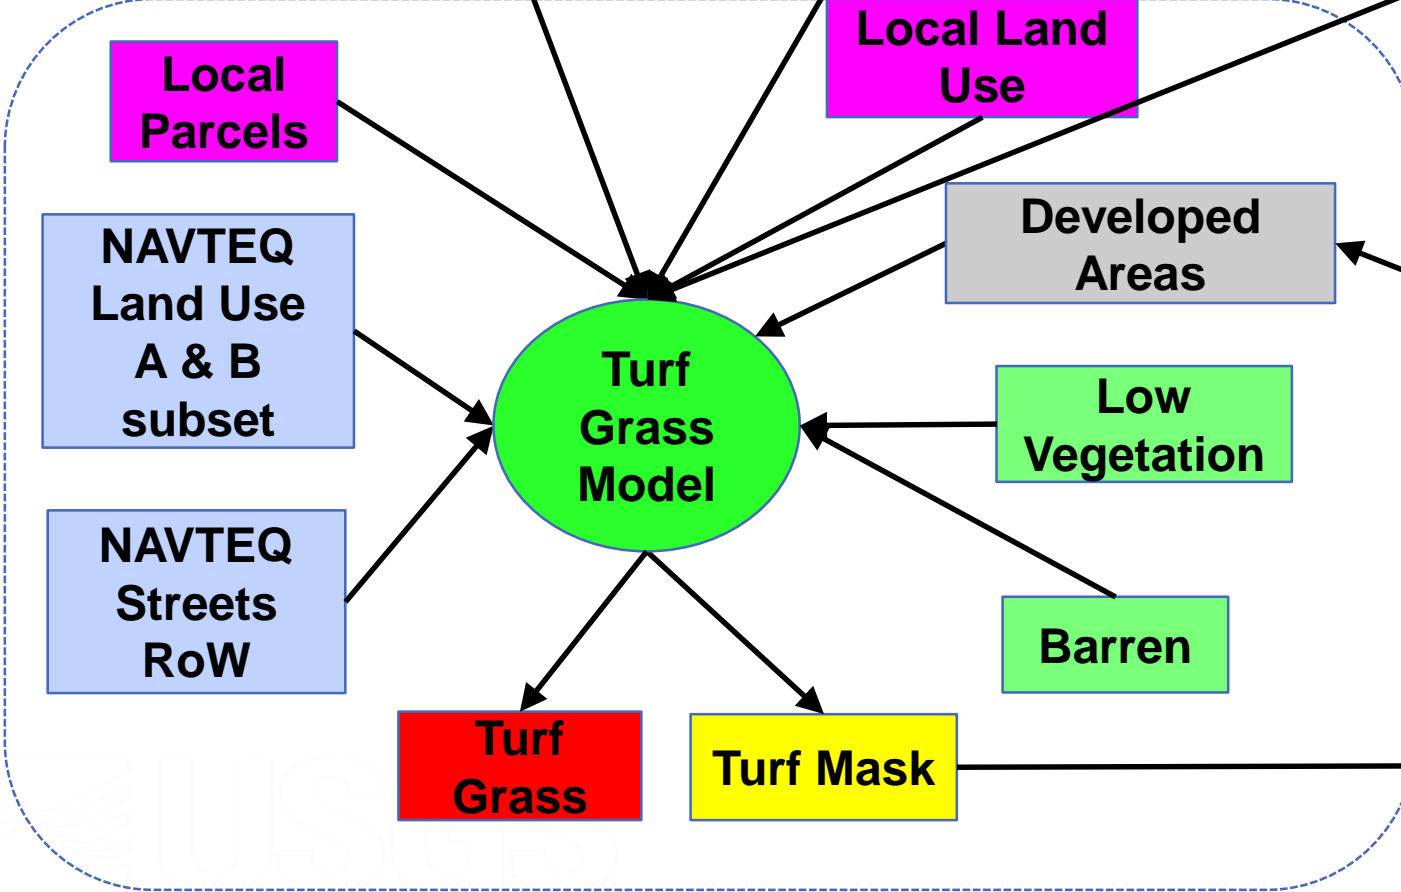 Local Land
Use
Local
Parcels
Developed
Areas
NAVTEQ
Land Use
A & B
subset
Turf
Grass
Model
Low
Vegetation
NAVTEQ
Streets
RoW
Barren
Turf
Grass
Turf Mask